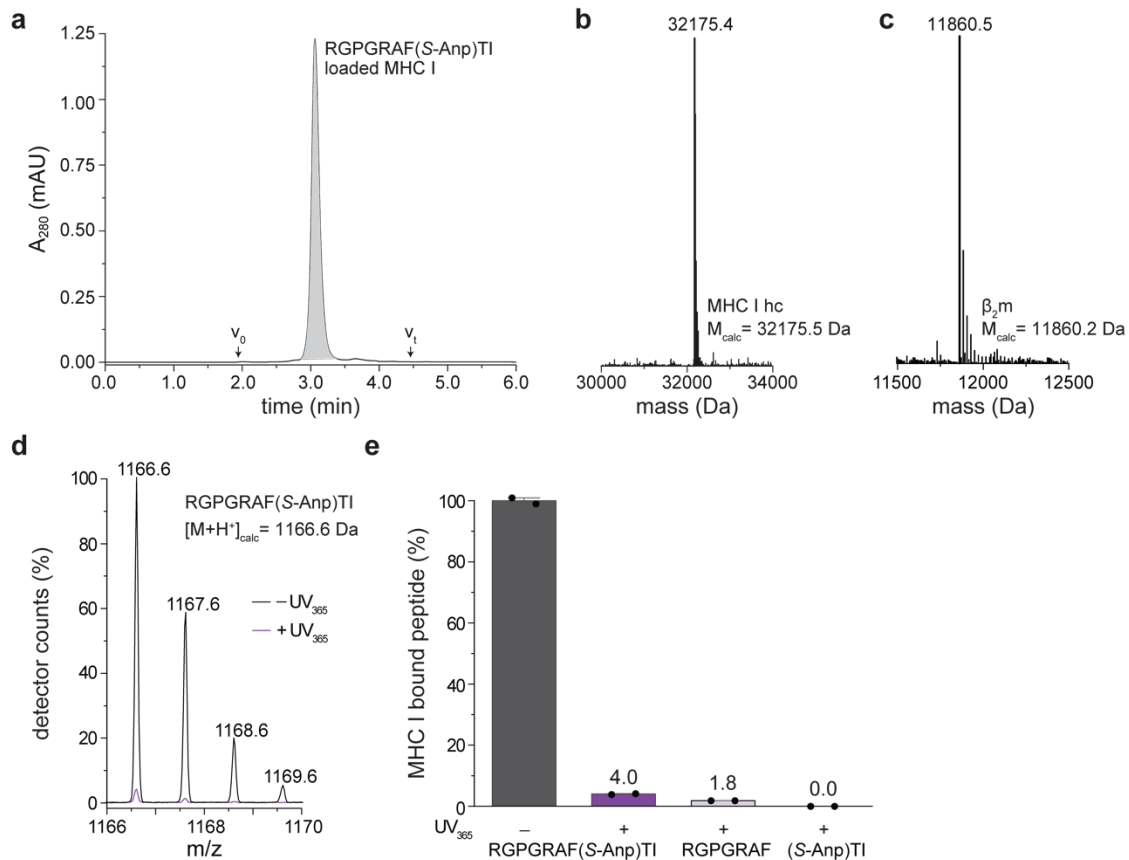 a
1.25
1.00
0.75
0.50
0.25
0.00
A₂₈₀ (mAU)
RGPGRAF(S-Anp)TI
loaded MHC I
v₀
vₜ
0.0 1.0 2.0 3.0 4.0 5.0 6.0
time (min)
b
32175.4
MHC I hc
M_calc = 32175.5 Da
30000 32000 34000
mass (Da)
c
11860.5
β₂m
M_calc = 11860.2 Da
11500 12000 12500
mass (Da)
d
100
80
60
40
20
0
detector counts (%)
1166.6
RGPGRAF(S-Anp)TI
[M+H⁺]_calc = 1166.6 Da
– UV₃₆₅
+ UV₃₆₅
1167.6
1168.6
1169.6
1166 1168 1170
m/z
e
100
80
60
40
20
0
MHC I bound peptide (%)
4.0
1.8
0.0
UV₃₆₅ – + + +
RGPGRAF(S-Anp)TI RGPGRAF (S-Anp)TI